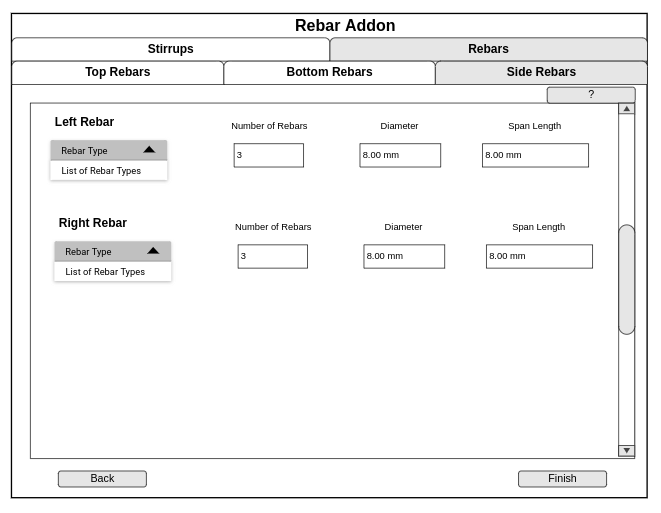 Rebar Addon
Stirrups Rebars
Top Rebars Bottom Rebars Side Rebars
?
Left Rebar Number of Rebars Diameter Span Length
Rebar Type 3 8.00 mm 8.00 mm
List of Rebar Types
Right Rebar Number of Rebars Diameter Span Length
Rebar Type 3 8.00 mm 8.00 mm
List of Rebar Types
Back Finish